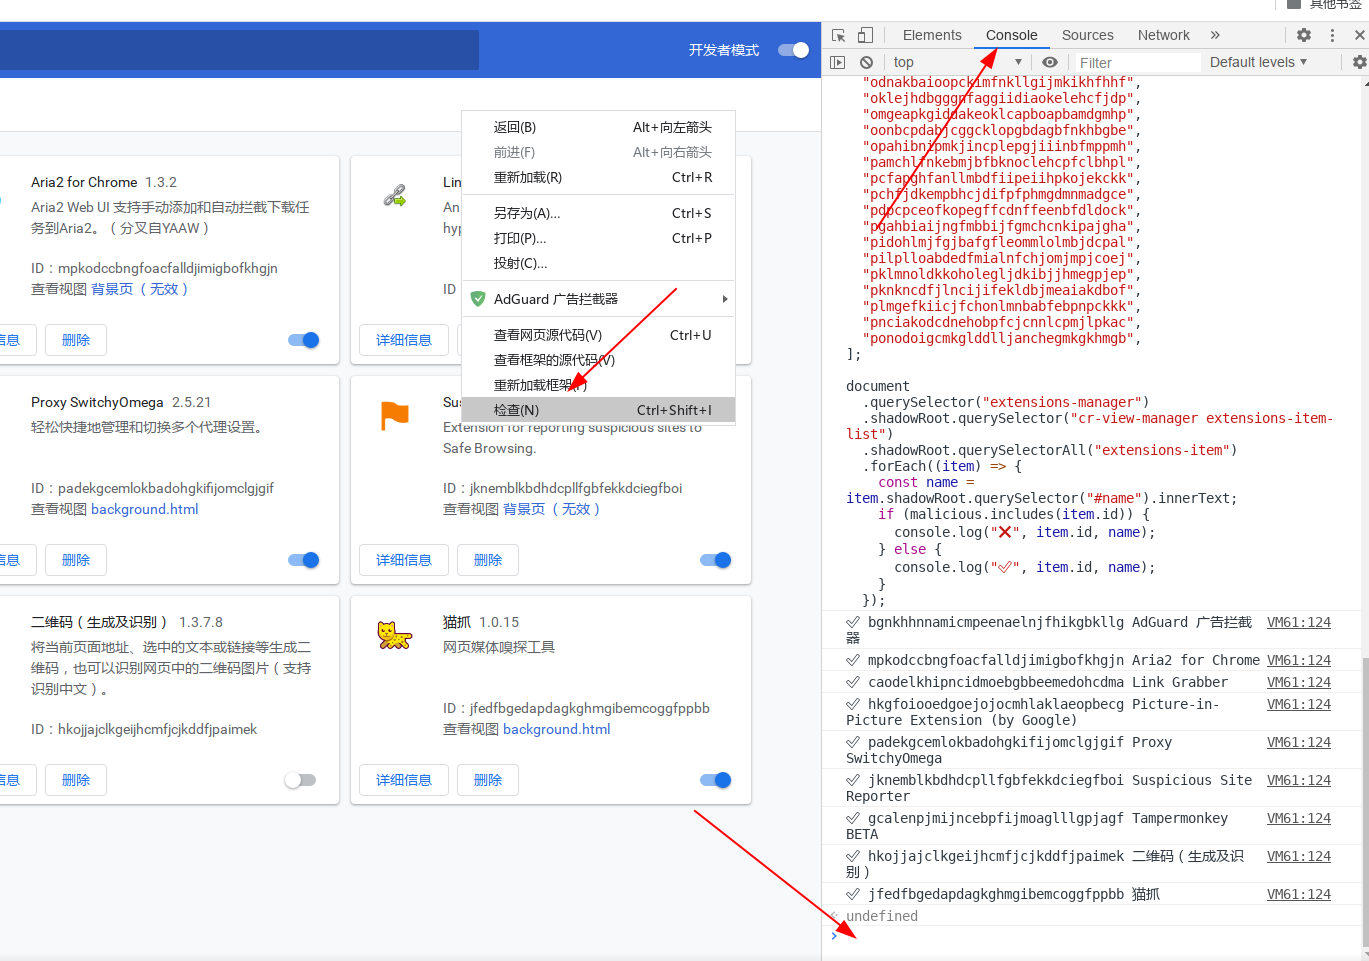 其他书签
开发者模式
Aria2 for Chrome 1.3.2
Aria2 Web UI 支持手动添加和自动拦截下载任
务到Aria2。（分叉自YAAW）
ID：mpkodccbngfoacfalldjimigbofkhgjn
查看视图 背景页（无效）
信息
删除
Lin
An
hyp
ID
详细信息
返回(B) Alt+向左箭头
前进(F) Alt+向右箭头
重新加载(R) Ctrl+R
另存为(A)... Ctrl+S
打印(P)... Ctrl+P
投射(C)...
AdGuard 广告拦截器
查看网页源代码(V) Ctrl+U
查看框架的源代码(V)
重新加载框架(F)
检查(N) Ctrl+Shift+I
Proxy SwitchyOmega 2.5.21
轻松快捷地管理和切换多个代理设置。
ID：padekgcemlokbadohgkifijomclgjgif
查看视图 background.html
信息
删除
Sus
Extension for reporting suspicious sites to
Safe Browsing.
ID：jknemblkbdhdcpllfgbfekkdciegfboi
查看视图 背景页（无效）
详细信息
删除
二维码（生成及识别） 1.3.7.8
将当前页面地址、选中的文本或链接等生成二
维码，也可以识别网页中的二维码图片（支持
识别中文）。
ID：hkojjajclkgeijhcmfjcjkddfjpaimek
信息
删除
猫抓 1.0.15
网页媒体嗅探工具
ID：jfedfbgedapdagkghmgibemcoggfppbb
查看视图 background.html
详细信息
删除
Elements Console Sources Network »
top Filter Default levels
"odnakbaioopckimfnkllgijmkikhfhhf",
"oklejhdbgggnfaggiidiaokelehcfjdp",
"omgeapkgiddakeoklcapboapbamdgmhp",
"oonbcpdabjcggcklopgbdagbfnkhbgbe",
"opahibnipmkjincplepgjiiinbfmppmh",
"pamchlfnkebmjbfbknoclehcpfclbhpl",
"pcfapghfanllmbdfiipeiihpkojekckk",
"pchfjdkempbhcjdifpfphmgdmnmadgce",
"pdpcpceofkopegffcdnffeenbfdldock",
"pgahbiaijngfmbbijfgmchcnkipajgha",
"pidohlmjfgjbafgfleommlolmbjdcpal",
"pilplloabdedfmialnfchjomjmpjcoej",
"pklmnoldkkoholegljdkibjjhmegpjep",
"pknkncdfjlncijifekldbjmeaiakdbof",
"plmgefkiicjfchonlmnbabfebpnpckkk",
"pnciakodcdnehobpfcjcnnlcpmjlpkac",
"ponodoigcmkglddlljanchegmkgkhmgb",
];
document
.querySelector("extensions-manager")
.shadowRoot.querySelector("cr-view-manager extensions-item-
list")
.shadowRoot.querySelectorAll("extensions-item")
.forEach((item) => {
const name =
item.shadowRoot.querySelector("#name").innerText;
if (malicious.includes(item.id)) {
console.log("❌", item.id, name);
} else {
console.log("✅", item.id, name);
}
});
✅ bgnkhhnnamicmpeenaelnjfhikgbkllg AdGuard 广告拦截 VM61:124
器
✅ mpkodccbngfoacfalldjimigbofkhgjn Aria2 for Chrome VM61:124
✅ caodelkhipncidmoebgbbeemedohcdma Link Grabber VM61:124
✅ hkgfoiooedgoejojocmhlaklaeopbecg Picture-in- VM61:124
Picture Extension (by Google)
✅ padekgcemlokbadohgkifijomclgjgif Proxy VM61:124
SwitchyOmega
✅ jknemblkbdhdcpllfgbfekkdciegfboi Suspicious Site VM61:124
Reporter
✅ gcalenpjmijncebpfijmoaglllgpjagf Tampermonkey VM61:124
BETA
✅ hkojjajclkgeijhcmfjcjkddfjpaimek 二维码（生成及识 VM61:124
别）
✅ jfedfbgedapdagkghmgibemcoggfppbb 猫抓 VM61:124
undefined